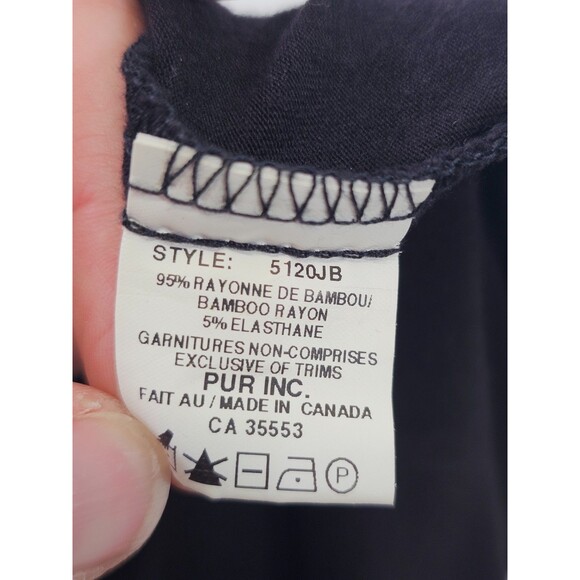 STYLE: 5120JB
95% RAYONNE DE BAMBOU/
BAMBOO RAYON
5% ELASTHANE
GARNITURES NON-COMPRISES
EXCLUSIVE OF TRIMS
PUR INC.
FAIT AU / MADE IN CANADA
CA 35553
P